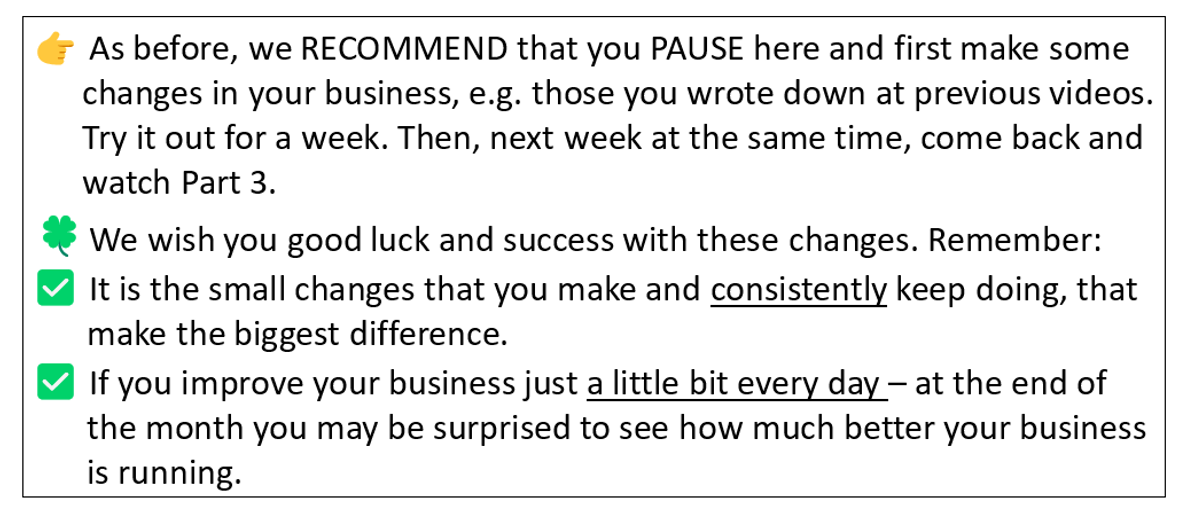 👉 As before, we RECOMMEND that you PAUSE here and first make some
changes in your business, e.g. those you wrote down at previous videos.
Try it out for a week. Then, next week at the same time, come back and
watch Part 3.
🍀 We wish you good luck and success with these changes. Remember:
✅ It is the small changes that you make and consistently keep doing, that
make the biggest difference.
✅ If you improve your business just a little bit every day – at the end of
the month you may be surprised to see how much better your business
is running.